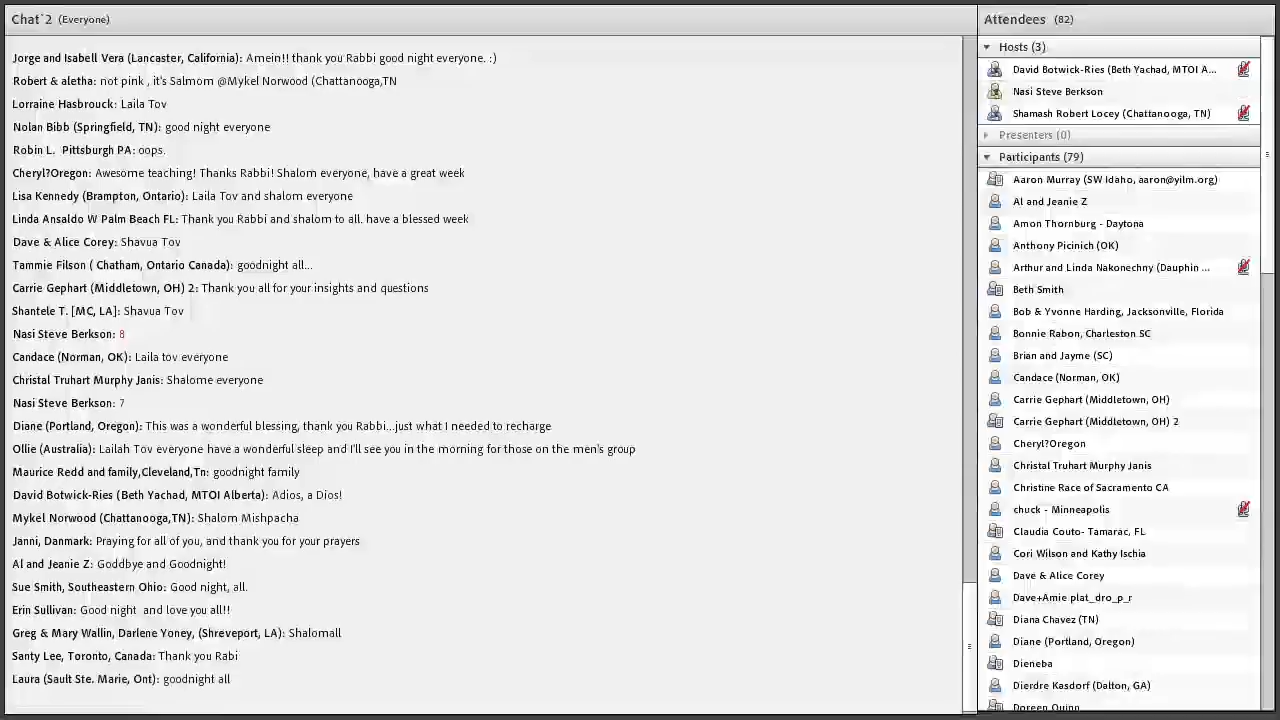 Chat 2 (Everyone)
Jorge and Isabell Vera (Lancaster, California): Amein!! thank you Rabbi good night everyone. :)
Robert & aletha: not pink , it's Salmom @Mykel Norwood (Chattanooga,TN
Lorraine Hasbrouck: Laila Tov
Nolan Bibb (Springfield, TN): good night everyone
Robin L. Pittsburgh PA: oops.
Cheryl?Oregon: Awesome teaching! Thanks Rabbi! Shalom everyone, have a great week
Lisa Kennedy (Brampton, Ontario): Laila Tov and shalom everyone
Linda Ansaldo W Palm Beach FL: Thank you Rabbi and shalom to all. have a blessed week
Dave & Alice Corey: Shavua Tov
Tammie Filson ( Chatham, Ontario Canada): goodnight all...
Carrie Gephart (Middletown, OH) 2: Thank you all for your insights and questions
Shantele T. [MC, LA]: Shavua Tov
Nasi Steve Berkson: 8
Candace (Norman, OK): Laila tov everyone
Christal Truhart Murphy Janis: Shalome everyone
Nasi Steve Berkson: 7
Diane (Portland, Oregon): This was a wonderful blessing, thank you Rabbi...just what I needed to recharge
Ollie (Australia): Lailah Tov everyone have a wonderful sleep and I'll see you in the morning for those on the men's group
Maurice Redd and family,Cleveland,Tn: goodnight family
David Botwick-Ries (Beth Yachad, MTOI Alberta): Adios, a Dios!
Mykel Norwood (Chattanooga,TN): Shalom Mishpacha
Janni, Danmark: Praying for all of you, and thank you for your prayers
Al and Jeanie Z: Goddbye and Goodnight!
Sue Smith, Southeastern Ohio: Good night, all.
Erin Sullivan: Good night and love you all!!
Greg & Mary Wallin, Darlene Yoney, (Shreveport, LA): Shalomall
Santy Lee, Toronto, Canada: Thank you Rabi
Laura (Sault Ste. Marie, Ont): goodnight all
Attendees (82)
Hosts (3)
David Botwick-Ries (Beth Yachad, MTOI A...
Nasi Steve Berkson
Shamash Robert Locey (Chattanooga, TN)
Presenters (0)
Participants (79)
Aaron Murray (SW Idaho, aaron@yilm.org)
Al and Jeanie Z
Amon Thornburg - Daytona
Anthony Picinich (OK)
Arthur and Linda Nakonechny (Dauphin ...
Beth Smith
Bob & Yvonne Harding, Jacksonville, Florida
Bonnie Rabon, Charleston SC
Brian and Jayme (SC)
Candace (Norman, OK)
Carrie Gephart (Middletown, OH)
Carrie Gephart (Middletown, OH) 2
Cheryl?Oregon
Christal Truhart Murphy Janis
Christine Race of Sacramento CA
chuck - Minneapolis
Claudia Couto- Tamarac, FL
Cori Wilson and Kathy Ischia
Dave & Alice Corey
Dave+Amie plat_dro_p_r
Diana Chavez (TN)
Diane (Portland, Oregon)
Dieneba
Dierdre Kasdorf (Dalton, GA)
Doreen Quinn